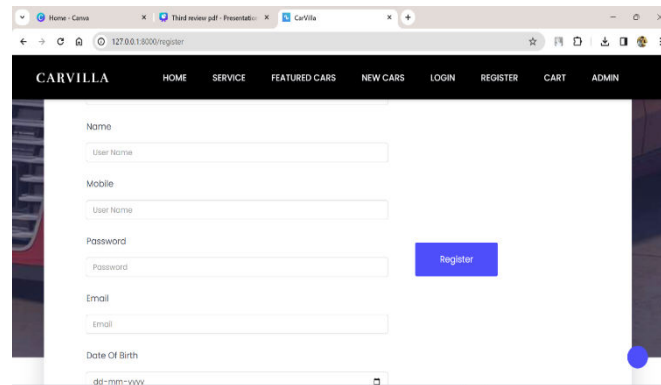 Home - Canva
Third review pdf - Presentation
CarVilla
127.0.0.1:8000/register
CARVILLA
HOME
SERVICE
FEATURED CARS
NEW CARS
LOGIN
REGISTER
CART
ADMIN
Name
User Name
Mobile
User Name
Password
Password
Register
Email
Email
Date Of Birth
dd-mm-yyyy